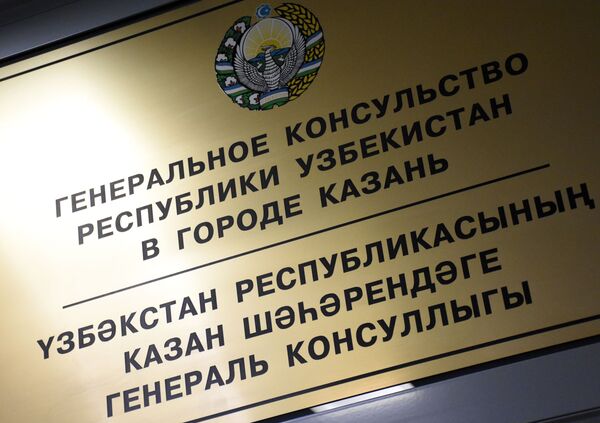 ГЕНЕРАЛЬНОЕ КОНСУЛЬСТВО
РЕСПУБЛИКИ УЗБЕКИСТАН
В ГОРОДЕ КАЗАНЬ
ҮЗБӘКСТАН РЕСПУБЛИКАСЫНЫҢ
КАЗАН ШӘҺӘРЕНДӘГЕ
ГЕНЕРАЛЬ КОНСУЛЛЫГЫ